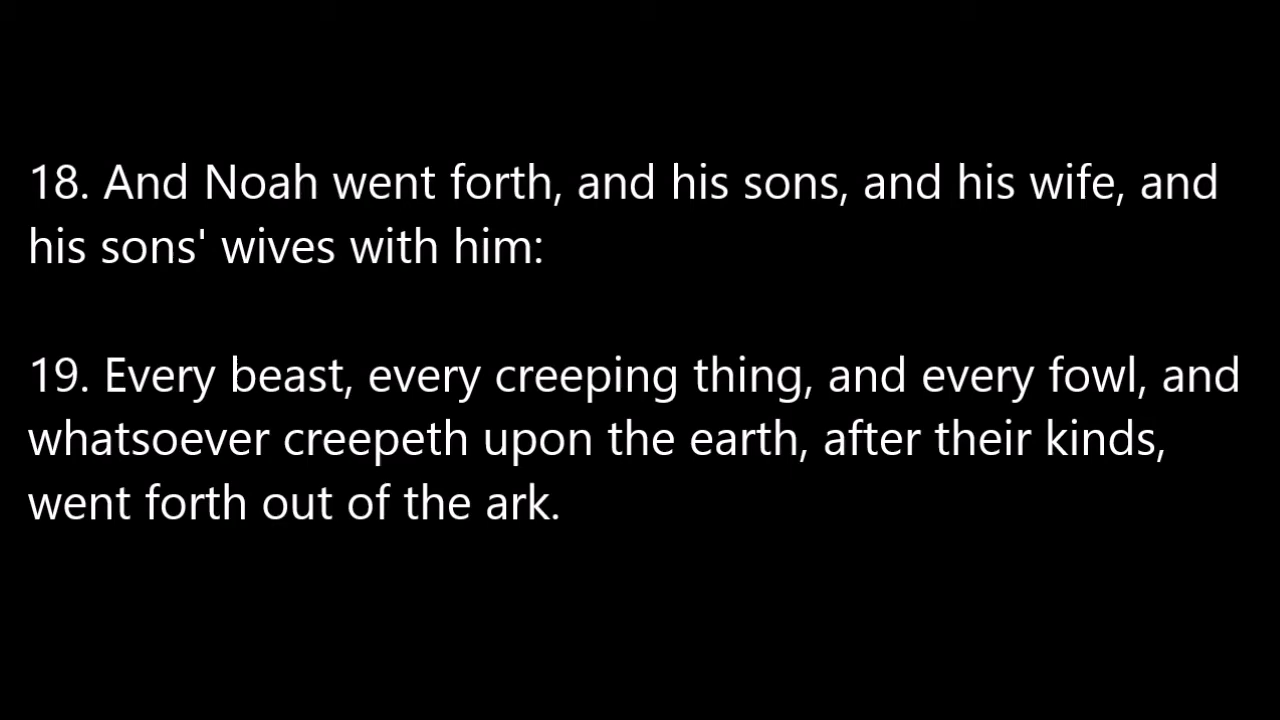 18. And Noah went forth, and his sons, and his wife, and
his sons' wives with him:
19. Every beast, every creeping thing, and every fowl, and
whatsoever creepeth upon the earth, after their kinds,
went forth out of the ark.